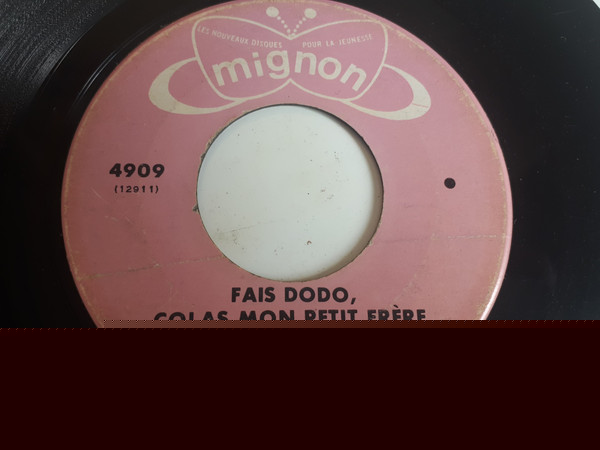 LES NOUVEAUX DISQUES POUR LA JEUNESSE
mignon
4909
(12911)
FAIS DODO,
COLAS MON PETIT FRÈRE